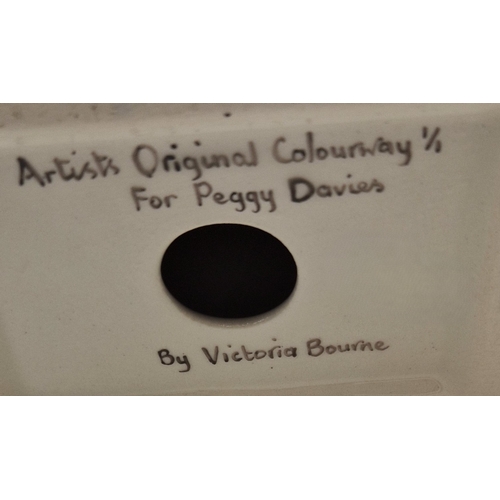 Artists Original Colourway 1/1
For Peggy Davies
By Victoria Bourne